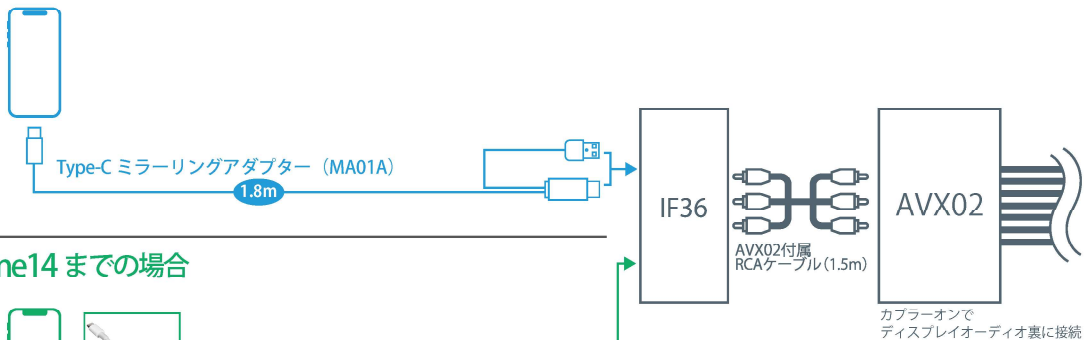 Type-C ミラーリングアダプター（MA01A）
1.8m
IF36
AVX02
AVX02付属
RCAケーブル（1.5m）
ne14 までの場合
カプラーオンで
ディスプレイオーディオ裏に接続